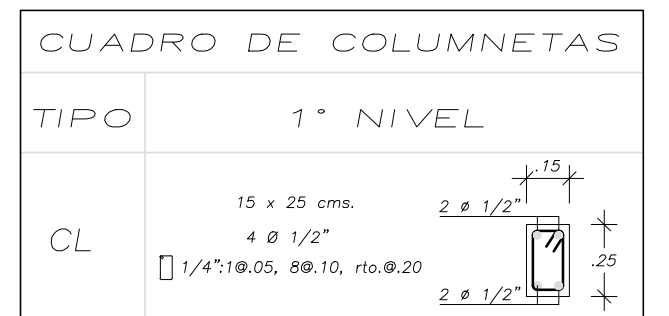 CUADRO DE COLUMNETAS
TIPO
1° NIVEL
CL
15 x 25 cms.
4 Ø 1/2"
1/4":1@.05, 8@.10, rto.@.20
.15
2 ø 1/2"
.25
2 ø 1/2"